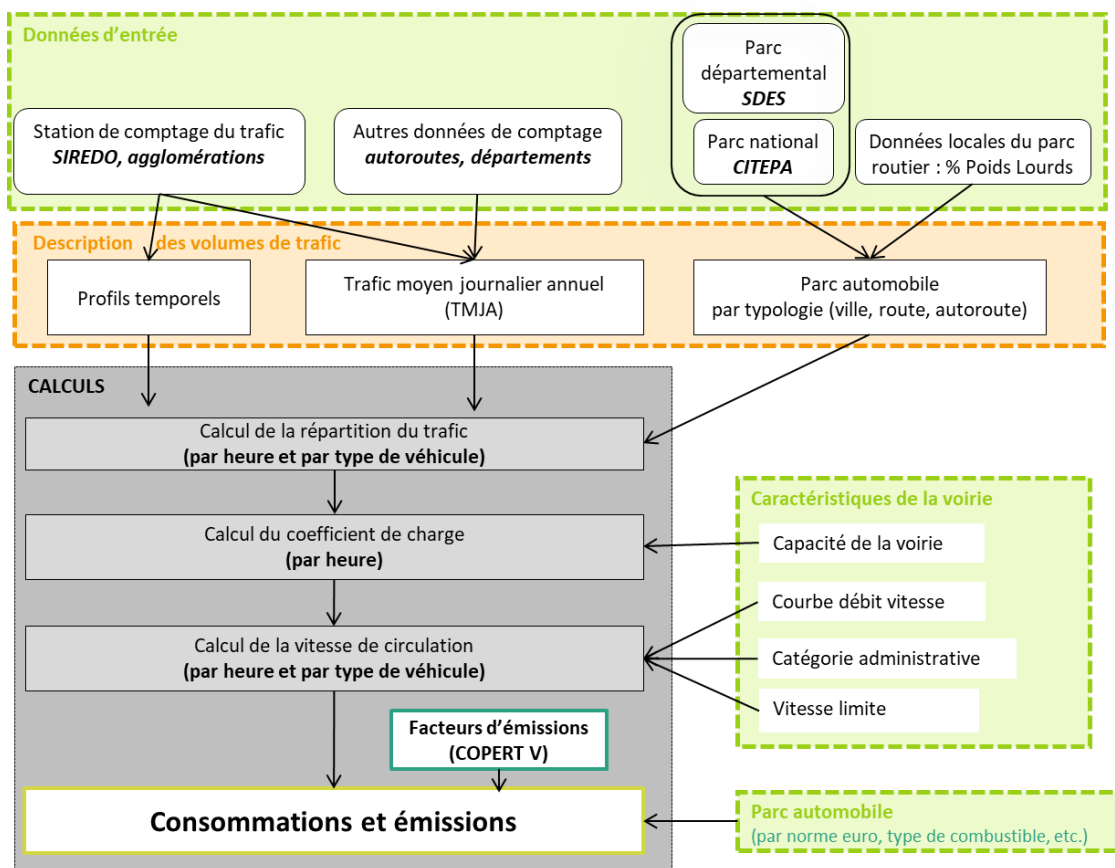 Données d'entrée
Parc
départemental
SDES
Station de comptage du trafic
SIREDO, agglomérations
Autres données de comptage
autoroutes, départements
Parc national
CITEPA
Données locales du parc
routier : % Poids Lourds
Description des volumes de trafic
Profils temporels
Trafic moyen journalier annuel
(TMJA)
Parc automobile
par typologie (ville, route, autoroute)
CALCULS
Calcul de la répartition du trafic
(par heure et par type de véhicule)
Calcul du coefficient de charge
(par heure)
Calcul de la vitesse de circulation
(par heure et par type de véhicule)
Caractéristiques de la voirie
Capacité de la voirie
Courbe débit vitesse
Catégorie administrative
Vitesse limite
Facteurs d'émissions
(COPERT V)
Consommations et émissions
Parc automobile
(par norme euro, type de combustible, etc.)